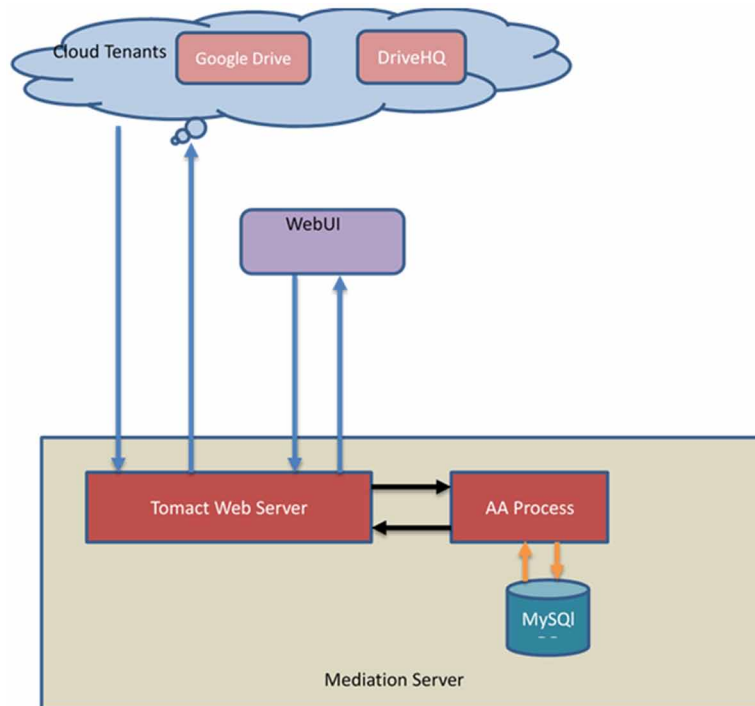 Cloud Tenants
Google Drive
DriveHQ
WebUI
Tomact Web Server
AA Process
MySQl
Mediation Server